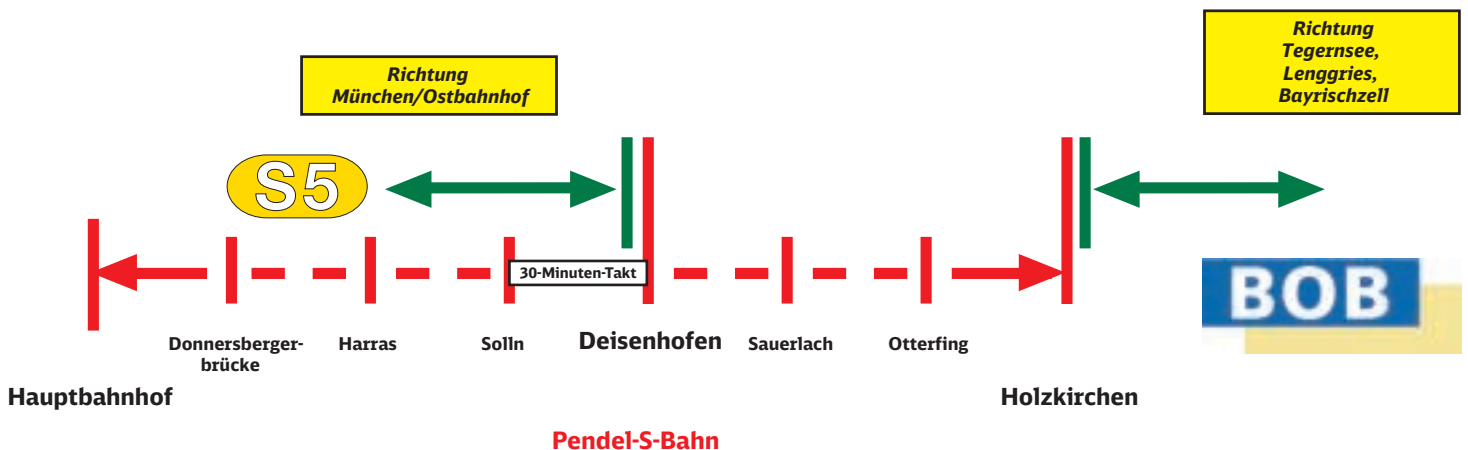 Richtung
Tegernsee,
Lenggries,
Bayrischzell
Richtung
München/Ostbahnhof
S5
30-Minuten-Takt
BOB
Donnersberger-
brücke
Harras
Solln
Deisenhofen
Sauerlach
Otterfing
Hauptbahnhof
Holzkirchen
Pendel-S-Bahn